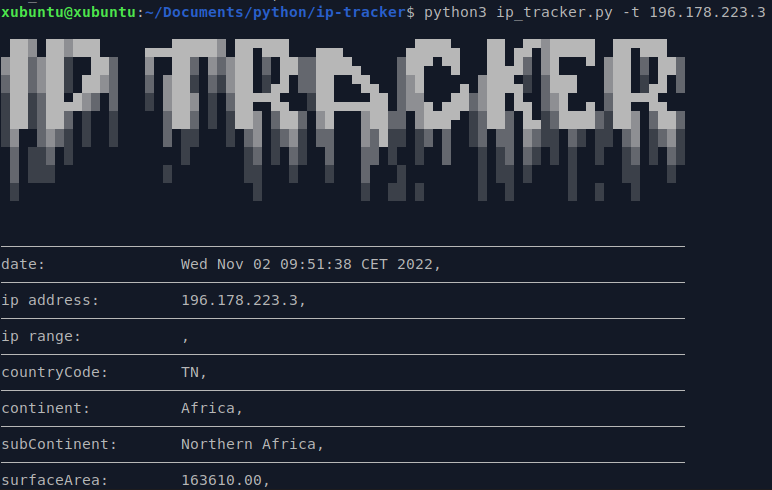 xubuntu@xubuntu:~/Documents/python/ip-tracker$ python3 ip_tracker.py -t 196.178.223.3
IP TRACKER
date: Wed Nov 02 09:51:38 CET 2022,
ip address: 196.178.223.3,
ip range: ,
countryCode: TN,
continent: Africa,
subContinent: Northern Africa,
surfaceArea: 163610.00,